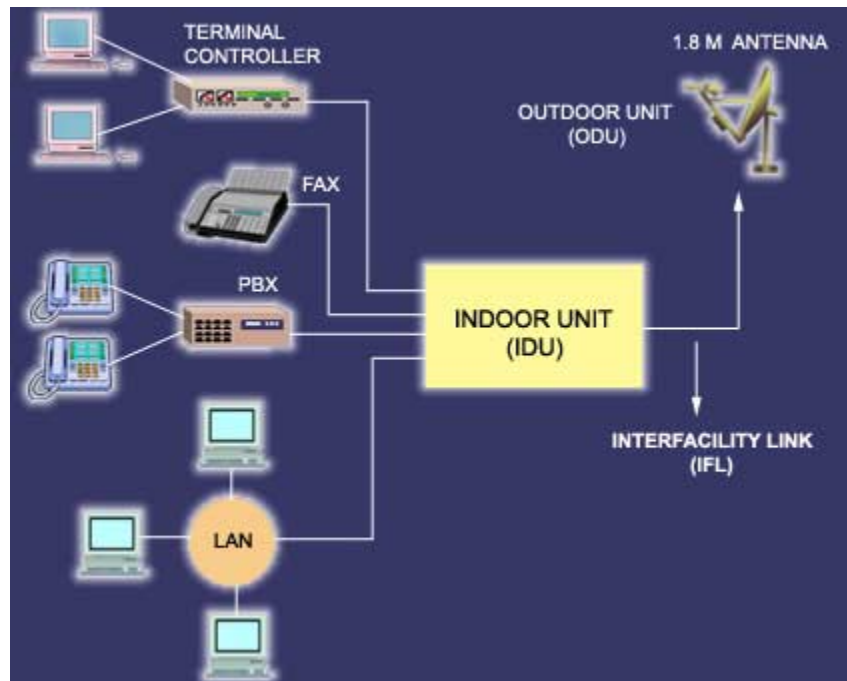 TERMINAL
CONTROLLER
1.8 M ANTENNA
OUTDOOR UNIT
(ODU)
FAX
PBX
INDOOR UNIT
(IDU)
INTERFACILITY LINK
(IFL)
LAN